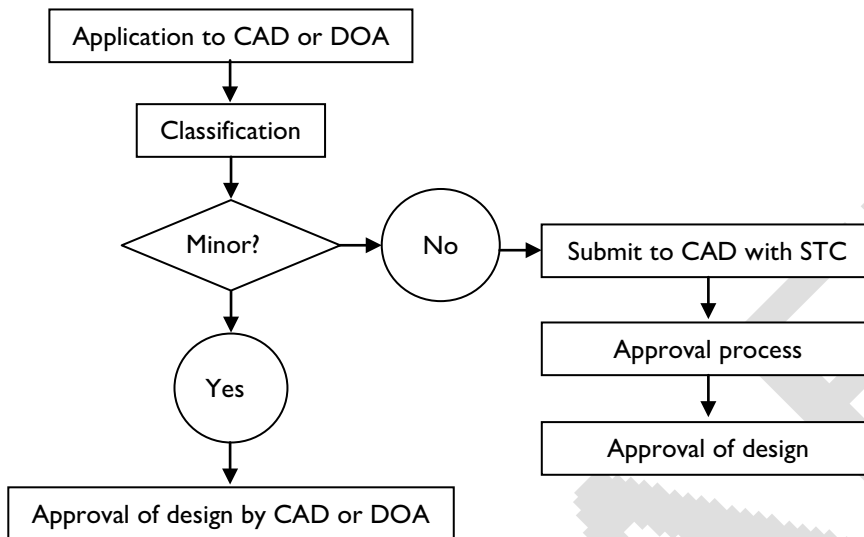 Application to CAD or DOA
Classification
Minor?
No
Submit to CAD with STC
Approval process
Yes
Approval of design
Approval of design by CAD or DOA